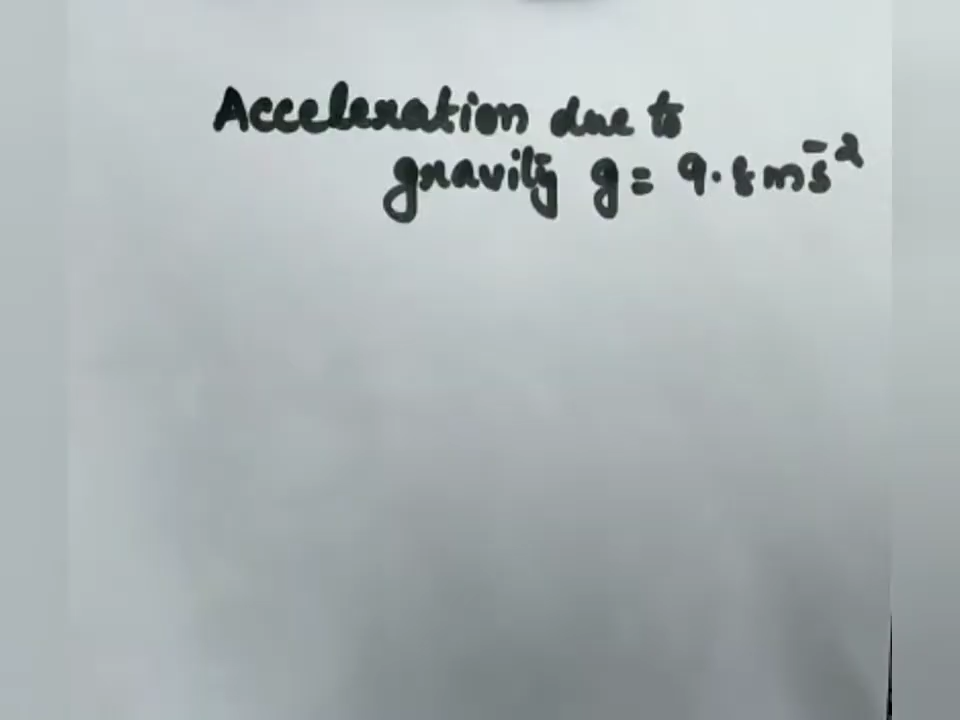 Acceleration due to
gravity g = 9.8 ms⁻²